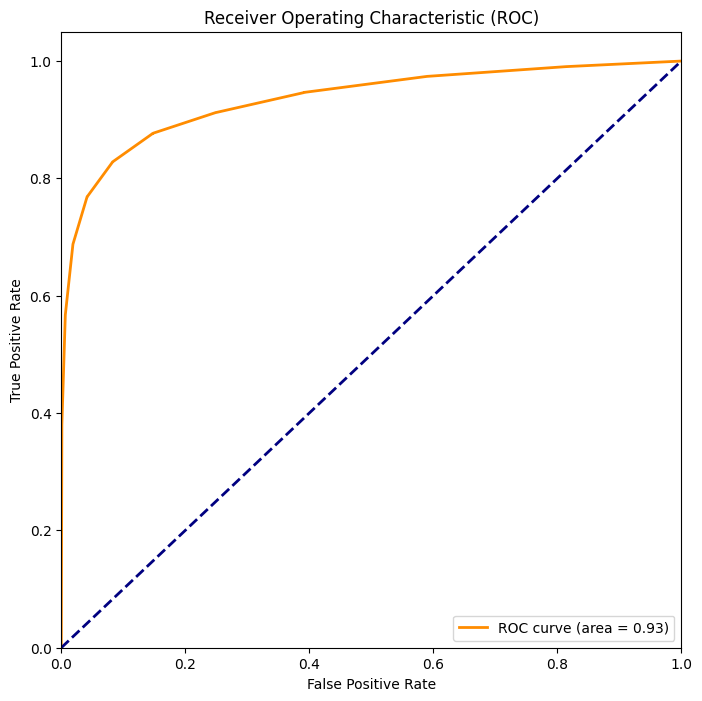 Receiver Operating Characteristic (ROC)
1.0
0.8
0.6
0.4
0.2
0.0
True Positive Rate
0.0 0.2 0.4 0.6 0.8 1.0
False Positive Rate
ROC curve (area = 0.93)